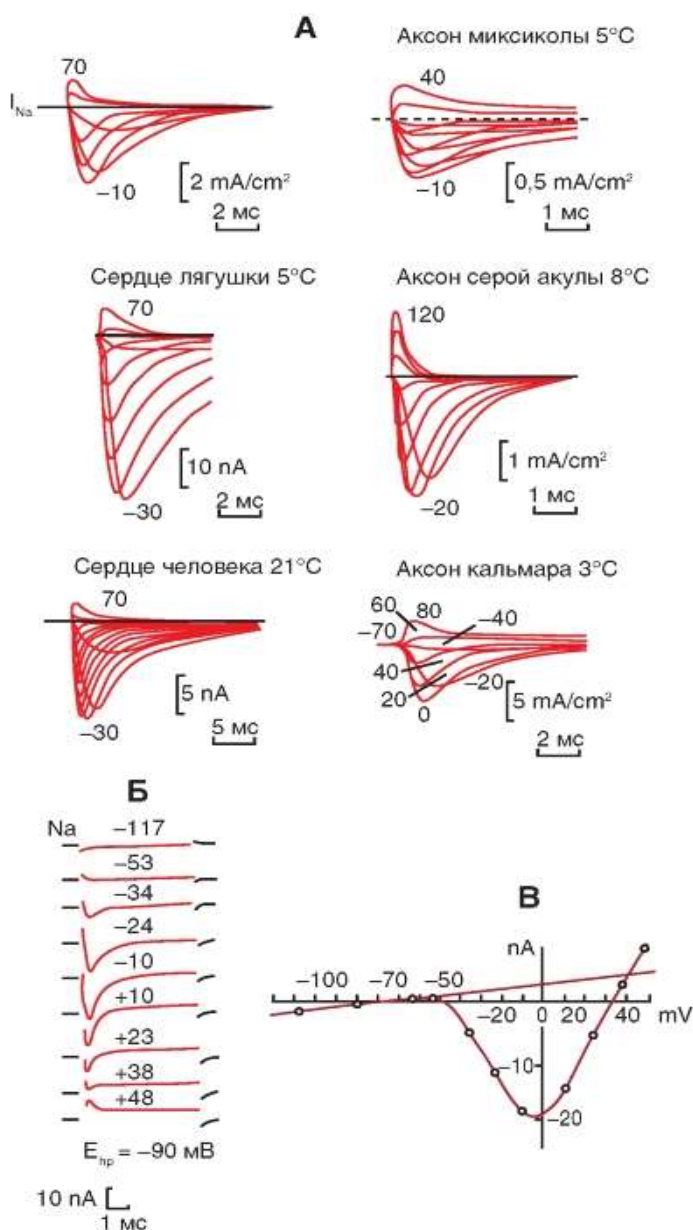 А
70
I Na
–10
2 mA/cm²
2 мс
Аксон миксиколы 5°C
40
–10
0,5 mA/cm²
1 мс
Сердце лягушки 5°C
70
10 nA
2 мс
–30
Аксон серой акулы 8°C
120
1 mA/cm²
1 мс
–20
Сердце человека 21°C
70
5 nA
5 мс
–30
Аксон кальмара 3°C
60 80
–70 –40
40
20 –20
0
5 mA/cm²
2 мс
Б
Na –117
–53
–34
–24
–10
+10
+23
+38
+48
E hp = –90 мВ
10 nA
1 мс
В
nA
–100 –70 –50
–20 0 20 40 mV
–10
–20